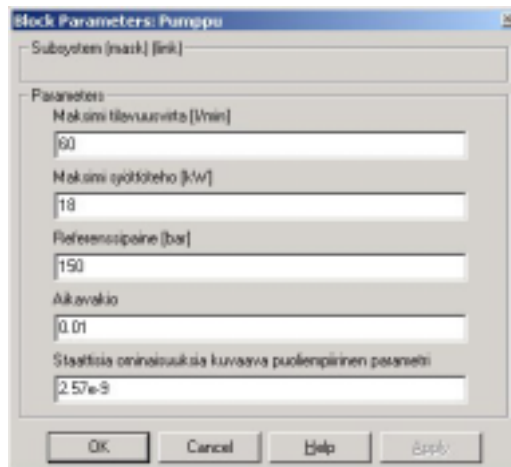 Block Parameters: Pumppu
Subsystem (mask) (link)
Parameters
Maksimi tilavuusvirta [l/min]
60
Maksimi syöttöteho [kW]
18
Referenssipaine [bar]
150
Aikavakio
0.01
Staattisia ominaisuuksia kuvaava puoliempiirinen parametri
2.57e-9
OK Cancel Help Apply